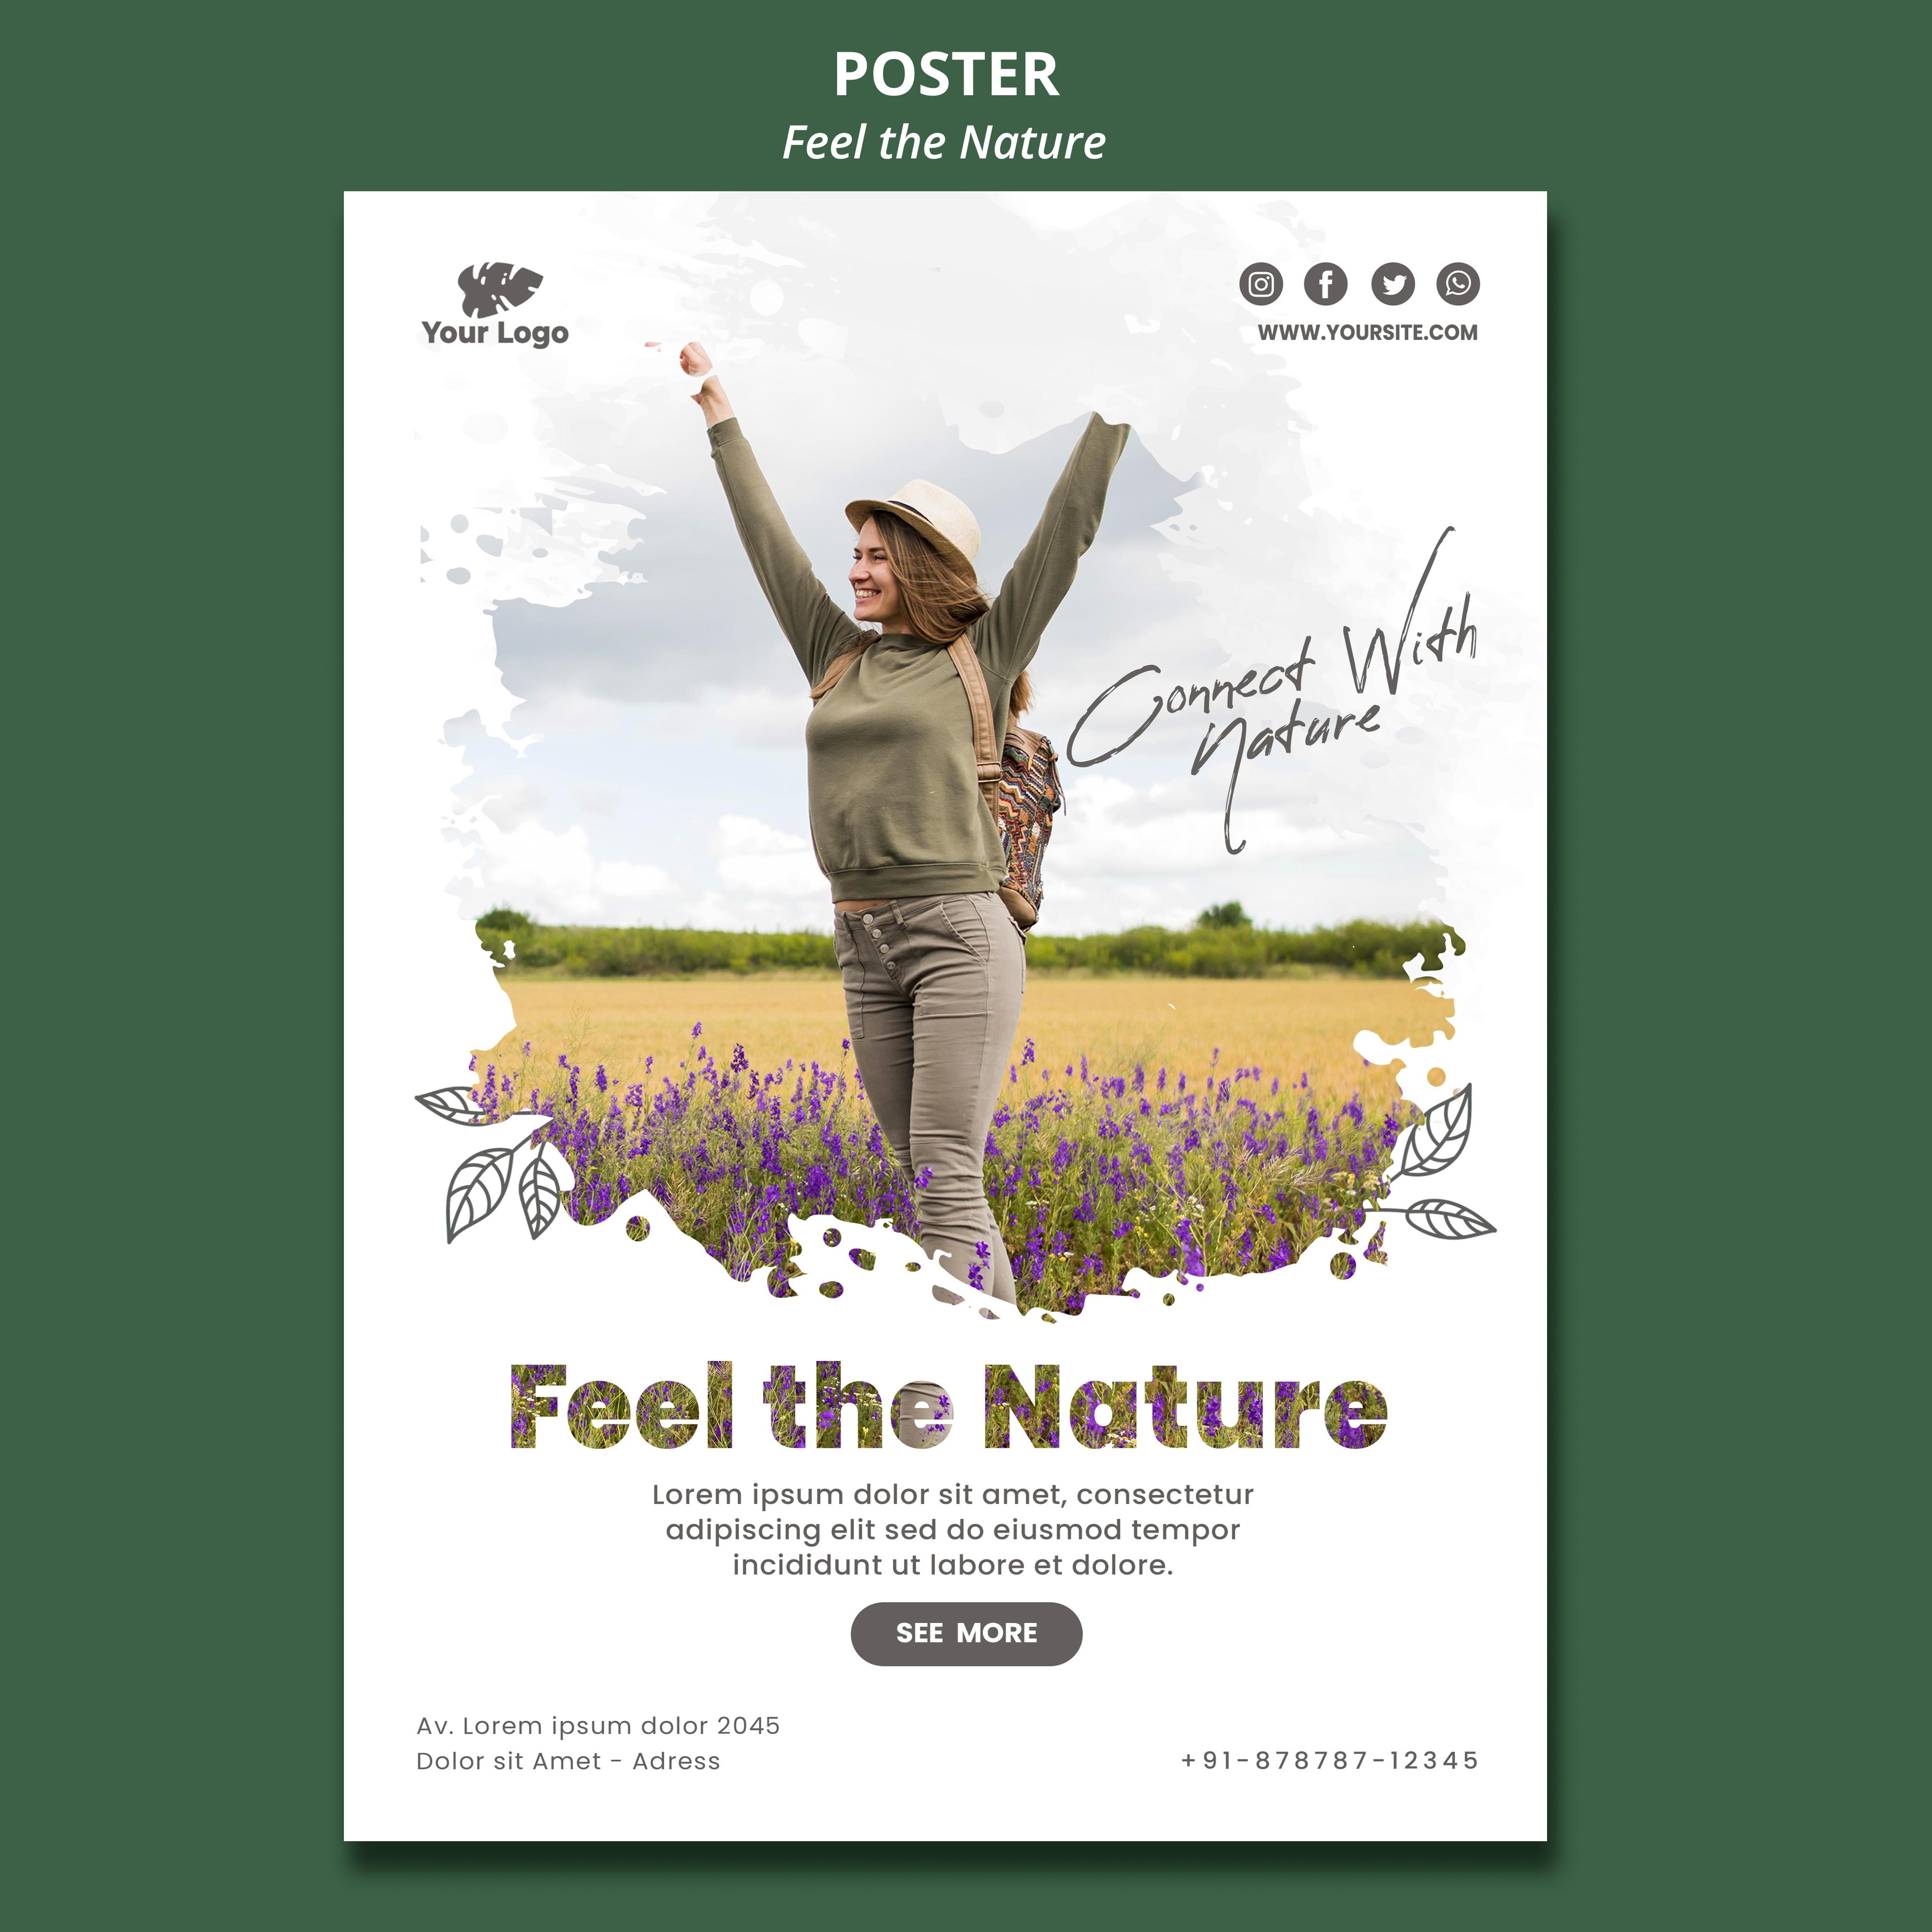 POSTER
Feel the Nature
Your Logo
WWW.YOURSITE.COM
Connect With
Nature
Feel the Nature
Lorem ipsum dolor sit amet, consectetur
adipiscing elit sed do eiusmod tempor
incididunt ut labore et dolore.
SEE MORE
Av. Lorem ipsum dolor 2045
Dolor sit Amet - Adress
+91-878787-12345